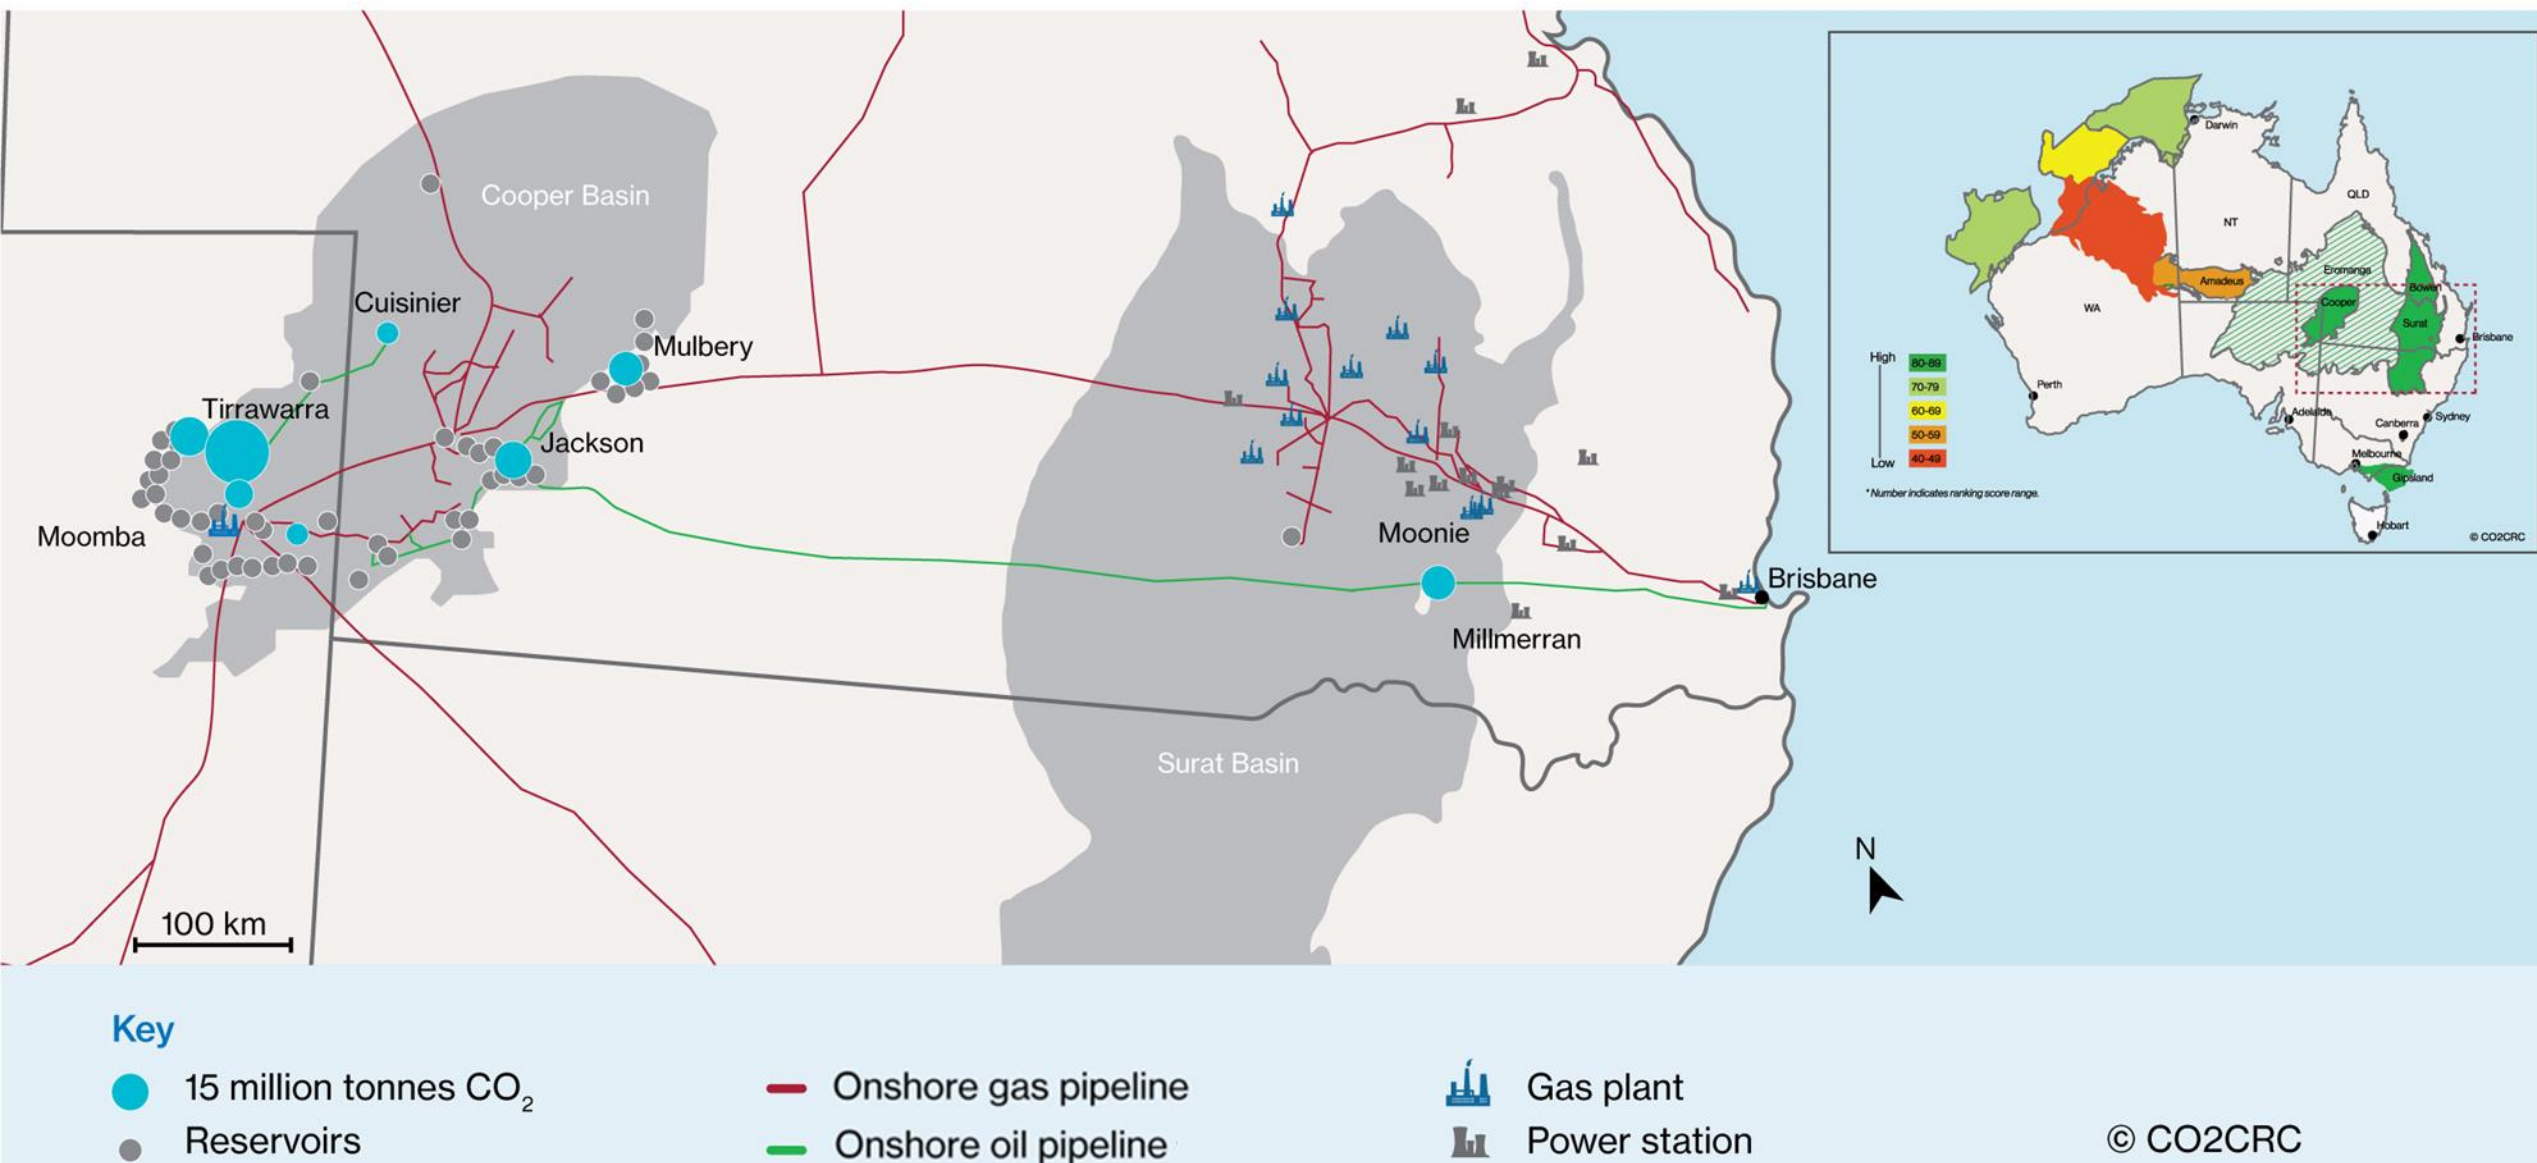 Cooper Basin
Cuisinier
Mulbery
Tirrawarra
Jackson
Moomba
Moonie
Brisbane
Millmerran
Surat Basin
100 km
N
Darwin
QLD
NT
Eromanga
Amadeus
Bowen
Cooper
WA
Surat
Brisbane
High
80-89
70-79
60-69
50-59
40-49
Low
Perth
Adelaide
Sydney
Canberra
Melbourne
Gipsland
Hobart
* Number indicates ranking score range.
© CO2CRC
Key
15 million tonnes CO₂
Reservoirs
Onshore gas pipeline
Onshore oil pipeline
Gas plant
Power station
© CO2CRC